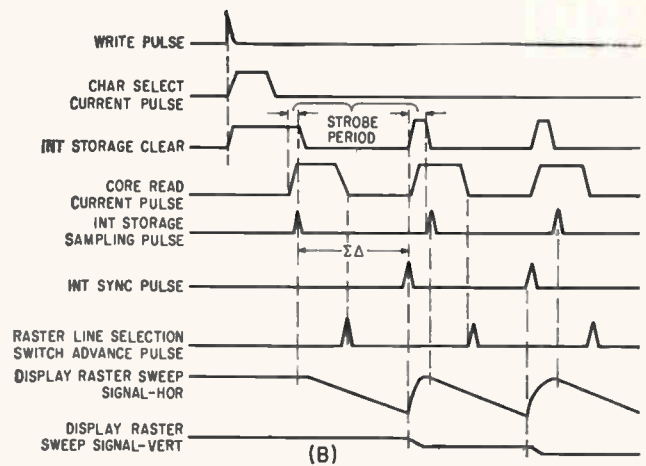 WRITE PULSE
CHAR SELECT
CURRENT PULSE
INT STORAGE CLEAR
STROBE
PERIOD
CORE READ
CURRENT PULSE
INT STORAGE
SAMPLING PULSE
ΣΔ
INT SYNC PULSE
RASTER LINE SELECTION
SWITCH ADVANCE PULSE
DISPLAY RASTER SWEEP
SIGNAL-HOR
DISPLAY RASTER
SWEEP SIGNAL-VERT
(B)